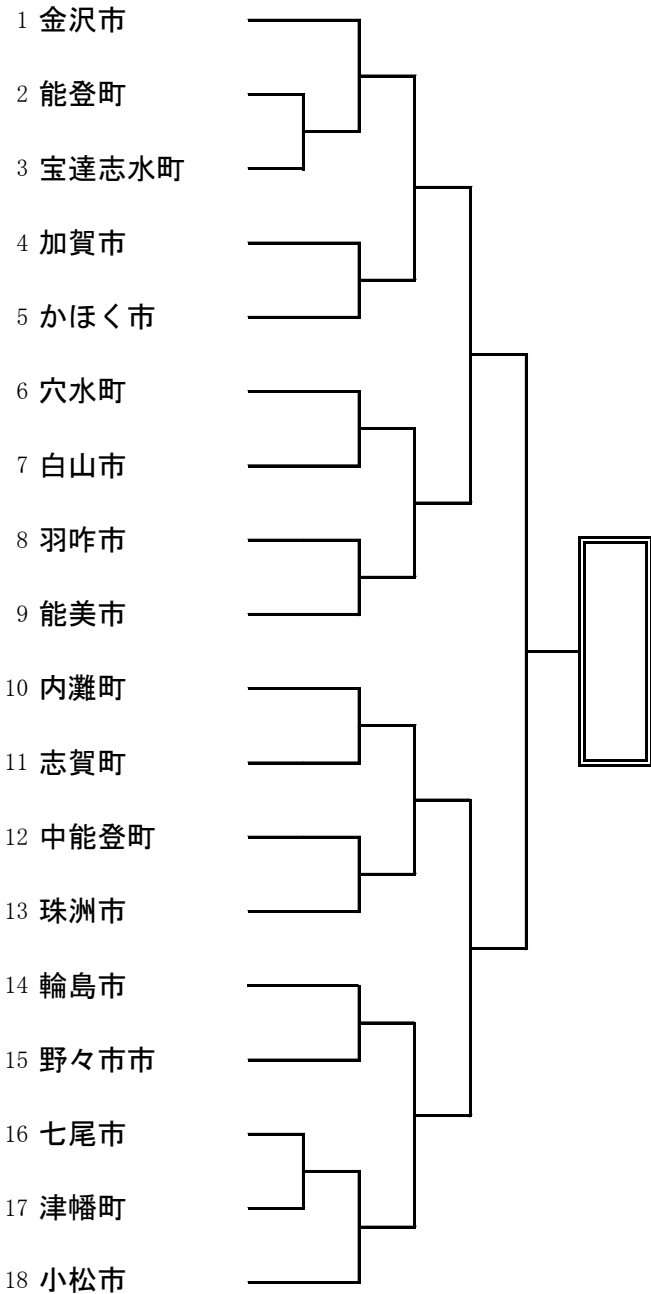 1 金沢市
2 能登町
3 宝達志水町
4 加賀市
5 かほく市
6 穴水町
7 白山市
8 羽咋市
9 能美市
10 内灘町
11 志賀町
12 中能登町
13 珠洲市
14 輪島市
15 野々市市
16 七尾市
17 津幡町
18 小松市